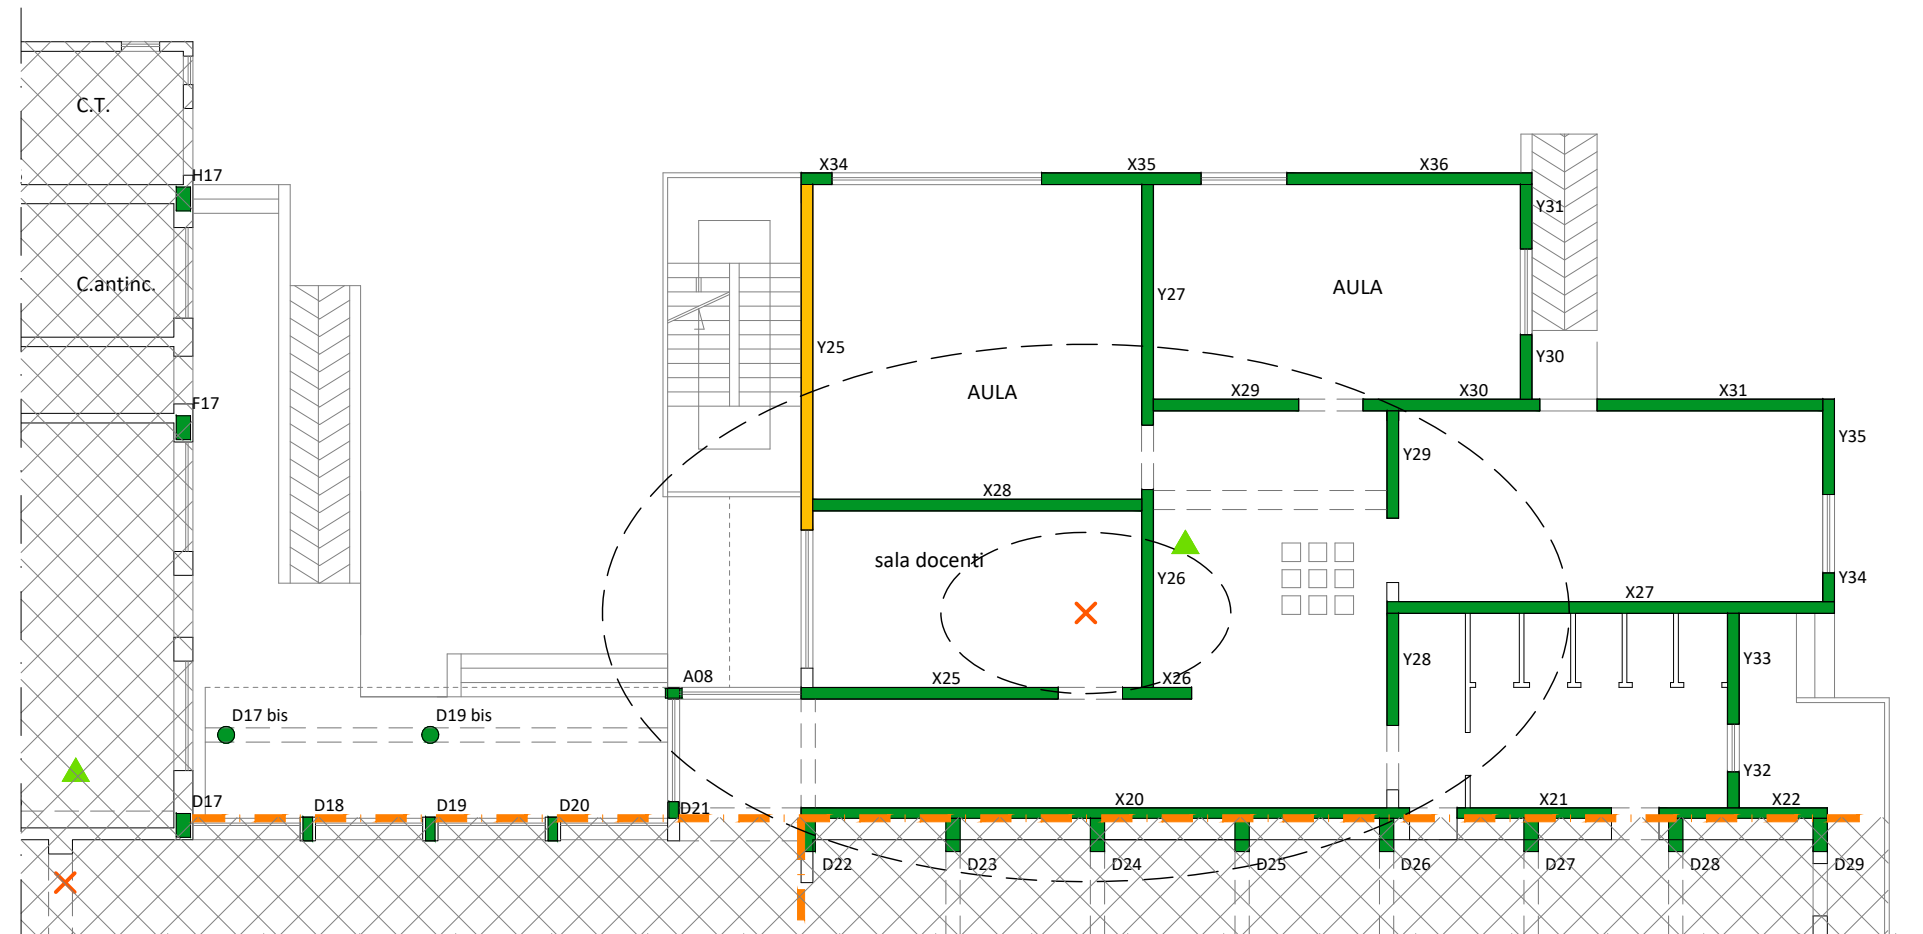 C.T.
X34
X35
X36
H17
Y31
C.antinc.
AULA
Y27
Y25
Y30
AULA
X29
X30
X31
F17
Y35
Y29
X28
sala docenti
Y26
Y34
X27
Y28
Y33
A08
X25
X26
D17 bis
D19 bis
Y32
D17
D18
D19
D20
D21
X20
X21
X22
D22
D23
D24
D25
D26
D27
D28
D29